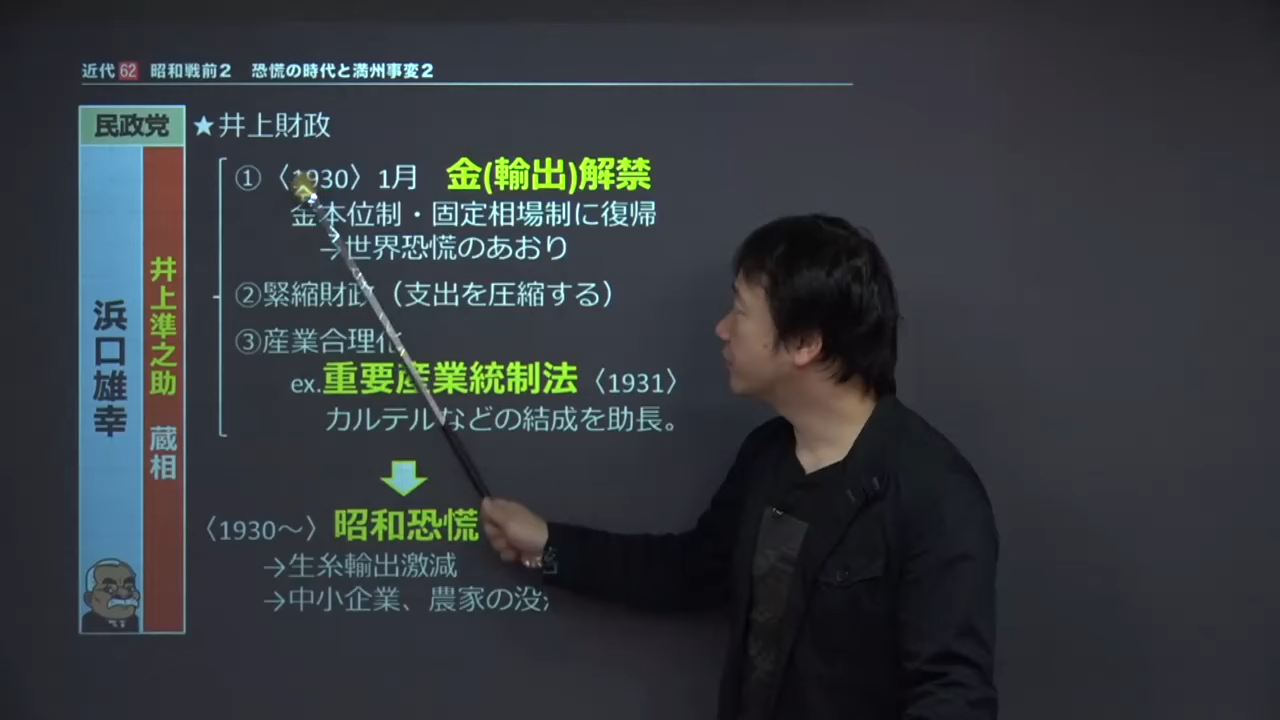 近代62 昭和戦前2 恐慌の時代と満州事変2
民政党
浜口雄幸
井上準之助 蔵相
★井上財政
①〈1930〉1月 金(輸出)解禁
金本位制・固定相場制に復帰
→世界恐慌のあおり
②緊縮財政（支出を圧縮する）
③産業合理化
ex.重要産業統制法〈1931〉
カルテルなどの結成を助長。
〈1930～〉昭和恐慌
→生糸輸出激減
→中小企業、農家の没